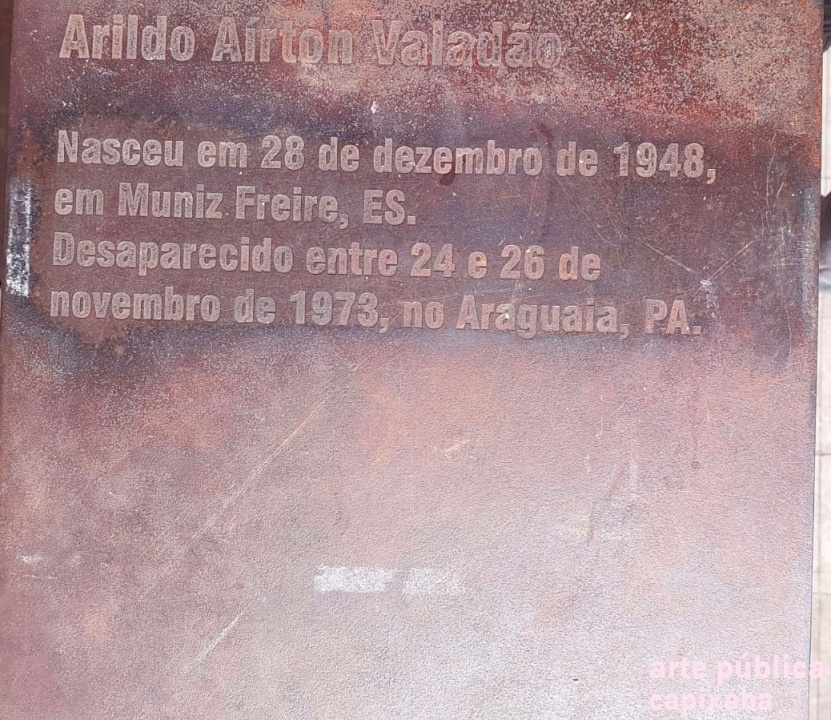 Arildo Aírton Valadão
Nasceu em 28 de dezembro de 1948,
em Muniz Freire, ES.
Desaparecido entre 24 e 26 de
novembro de 1973, no Araguaia, PA.
arte pública
capixaba